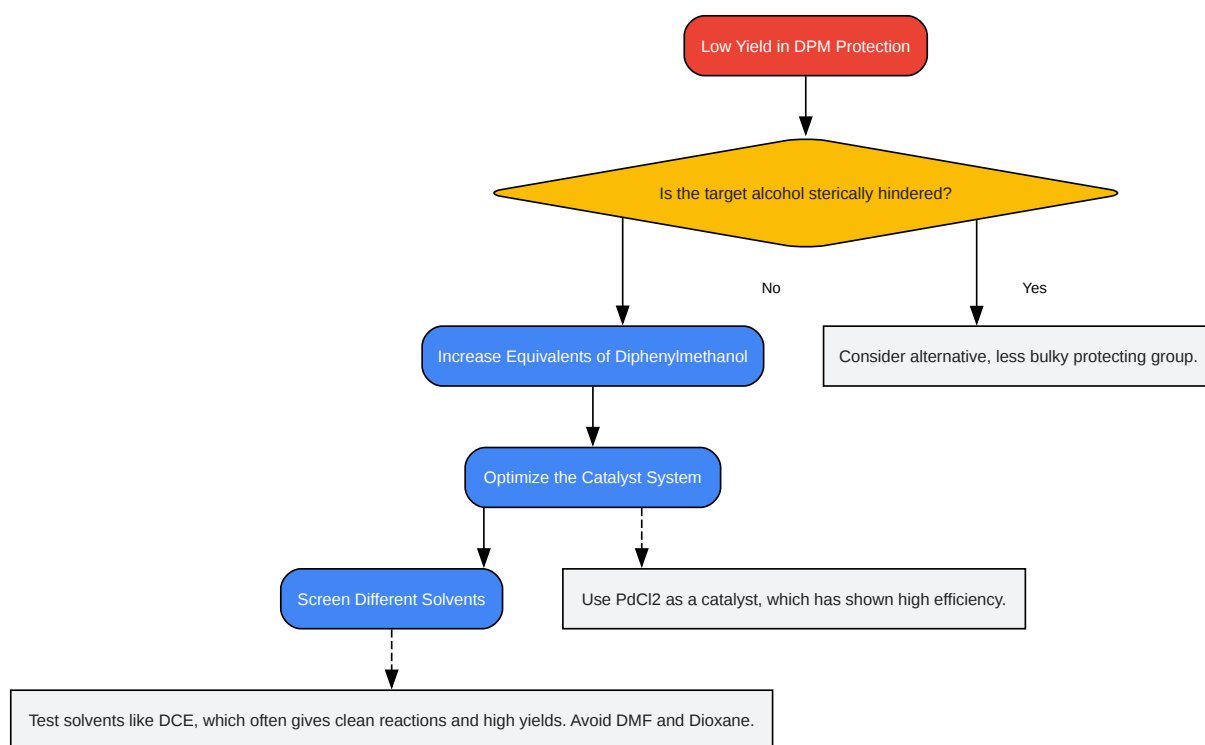 Low Yield in DPM Protection
Is the target alcohol sterically hindered?
No
Yes
Increase Equivalents of Diphenylmethanol
Consider alternative, less bulky protecting group.
Optimize the Catalyst System
Screen Different Solvents
Use PdCl2 as a catalyst, which has shown high efficiency.
Test solvents like DCE, which often gives clean reactions and high yields. Avoid DMF and Dioxane.